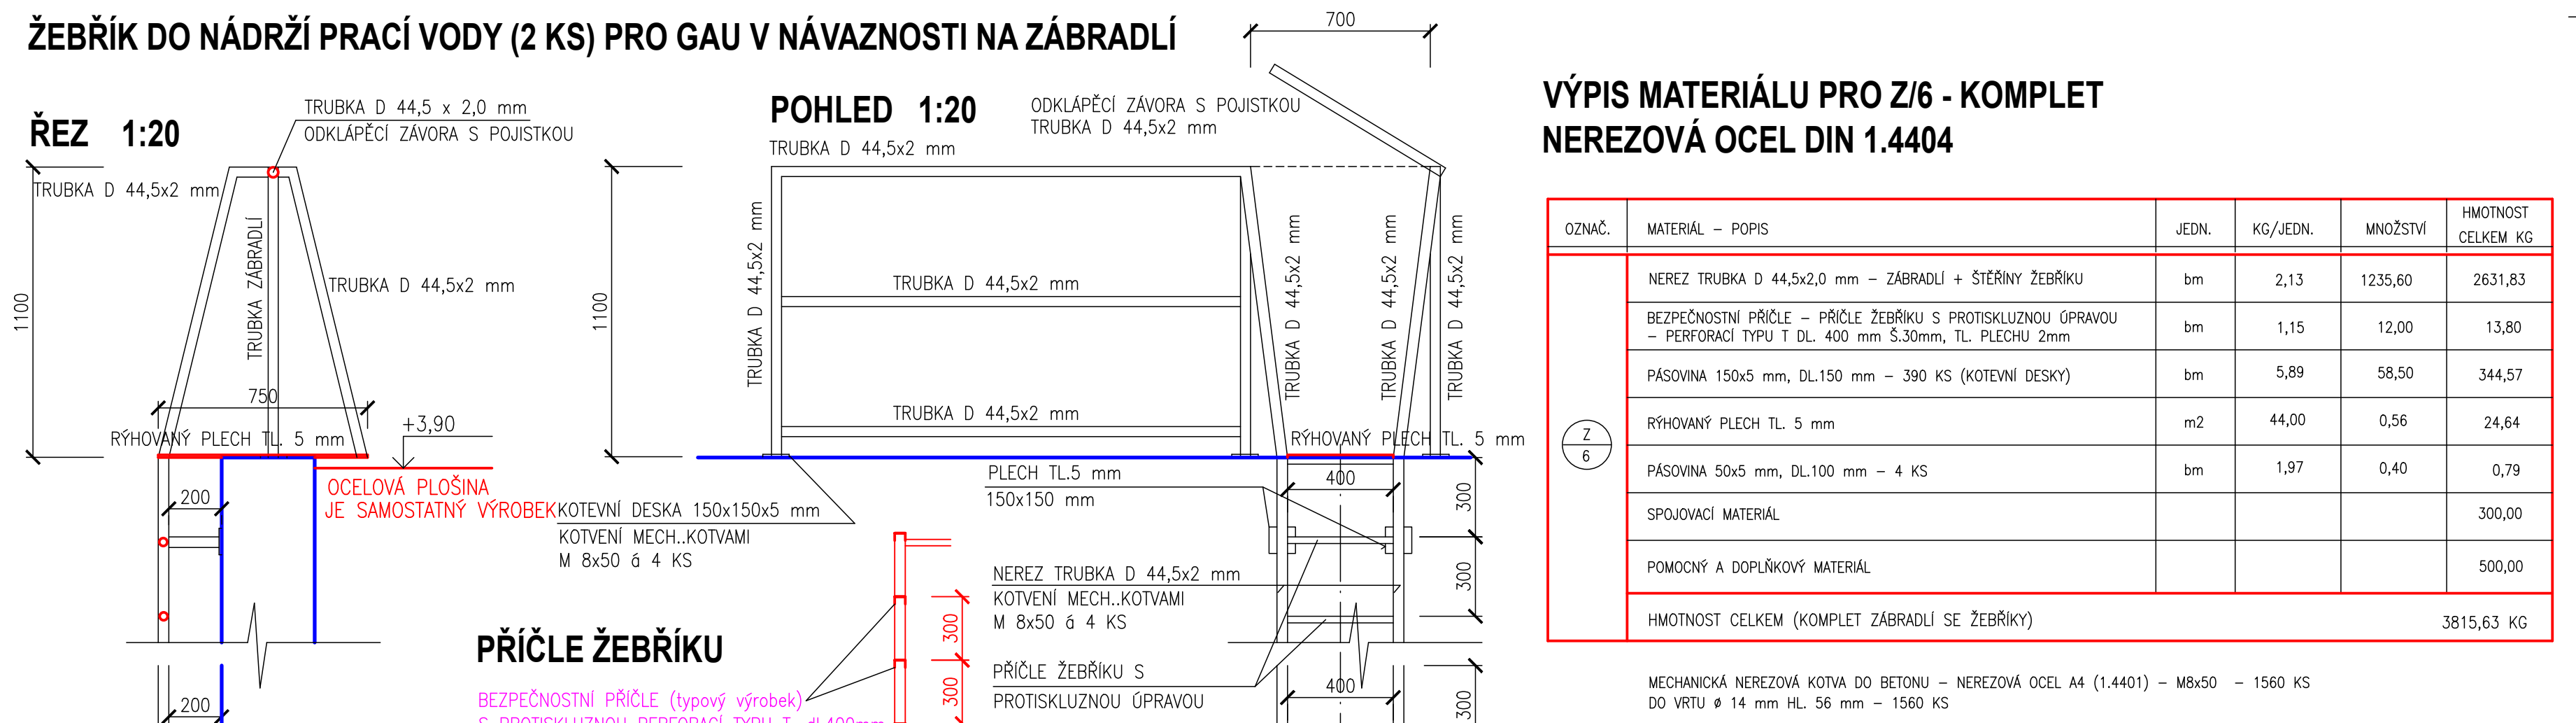 ŽEBŘÍK DO NÁDRŽÍ PRACÍ VODY (2 KS) PRO GAU V NÁVAZNOSTI NA ZÁBRADLÍ
ŘEZ 1:20
TRUBKA D 44,5 x 2,0 mm
ODKLÁPĚCÍ ZÁVORA S POJISTKOU
TRUBKA D 44,5x2 mm
TRUBKA ZÁBRADLÍ
TRUBKA D 44,5x2 mm
1100
750
RÝHOVANÝ PLECH TL. 5 mm
+3,90
OCELOVÁ PLOŠINA
JE SAMOSTATNÝ VÝROBEK
200
200
POHLED 1:20
TRUBKA D 44,5x2 mm
ODKLÁPĚCÍ ZÁVORA S POJISTKOU
TRUBKA D 44,5x2 mm
700
1100
TRUBKA D 44,5x2 mm
TRUBKA D 44,5x2 mm
TRUBKA D 44,5x2 mm
TRUBKA D 44,5x2 mm
TRUBKA D 44,5x2 mm
TRUBKA D 44,5x2 mm
RÝHOVANÝ PLECH TL. 5 mm
PLECH TL.5 mm
150x150 mm
400
300
300
300
400
KOTEVNÍ DESKA 150x150x5 mm
KOTVENÍ MECH..KOTVAMI
M 8x50 á 4 KS
NEREZ TRUBKA D 44,5x2 mm
KOTVENÍ MECH..KOTVAMI
M 8x50 á 4 KS
PŘÍČLE ŽEBŘÍKU S
PROTISKLUZNOU ÚPRAVOU
PŘÍČLE ŽEBŘÍKU
BEZPEČNOSTNÍ PŘÍČLE (typový výrobek)
S PROTISKLUZNOU PERFORACÍ TYPU T, dl.400mm
300
300
VÝPIS MATERIÁLU PRO Z/6 - KOMPLET
NEREZOVÁ OCEL DIN 1.4404
OZNAČ. MATERIÁL – POPIS JEDN. KG/JEDN. MNOŽSTVÍ HMOTNOST
CELKEM KG
Z
6
NEREZ TRUBKA D 44,5x2,0 mm – ZÁBRADLÍ + ŠTĚŘÍNY ŽEBŘÍKU bm 2,13 1235,60 2631,83
BEZPEČNOSTNÍ PŘÍČLE – PŘÍČLE ŽEBŘÍKU S PROTISKLUZNOU ÚPRAVOU
– PERFORACÍ TYPU T DL. 400 mm Š.30mm, TL. PLECHU 2mm bm 1,15 12,00 13,80
PÁSOVINA 150x5 mm, DL.150 mm – 390 KS (KOTEVNÍ DESKY) bm 5,89 58,50 344,57
RÝHOVANÝ PLECH TL. 5 mm m2 44,00 0,56 24,64
PÁSOVINA 50x5 mm, DL.100 mm – 4 KS bm 1,97 0,40 0,79
SPOJOVACÍ MATERIÁL 300,00
POMOCNÝ A DOPLŇKOVÝ MATERIÁL 500,00
HMOTNOST CELKEM (KOMPLET ZÁBRADLÍ SE ŽEBŘÍKY) 3815,63 KG
MECHANICKÁ NEREZOVÁ KOTVA DO BETONU – NEREZOVÁ OCEL A4 (1.4401) – M8x50 – 1560 KS
DO VRTU ø 14 mm HL. 56 mm – 1560 KS